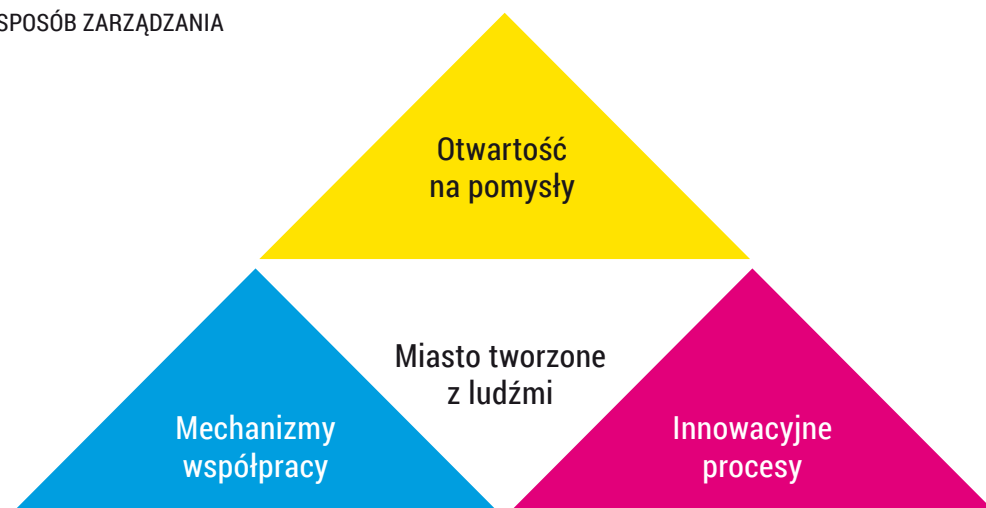 SPOSÓB ZARZĄDZANIA
Otwartość
na pomysły
Miasto tworzone
z ludźmi
Mechanizmy
współpracy
Innowacyjne
procesy